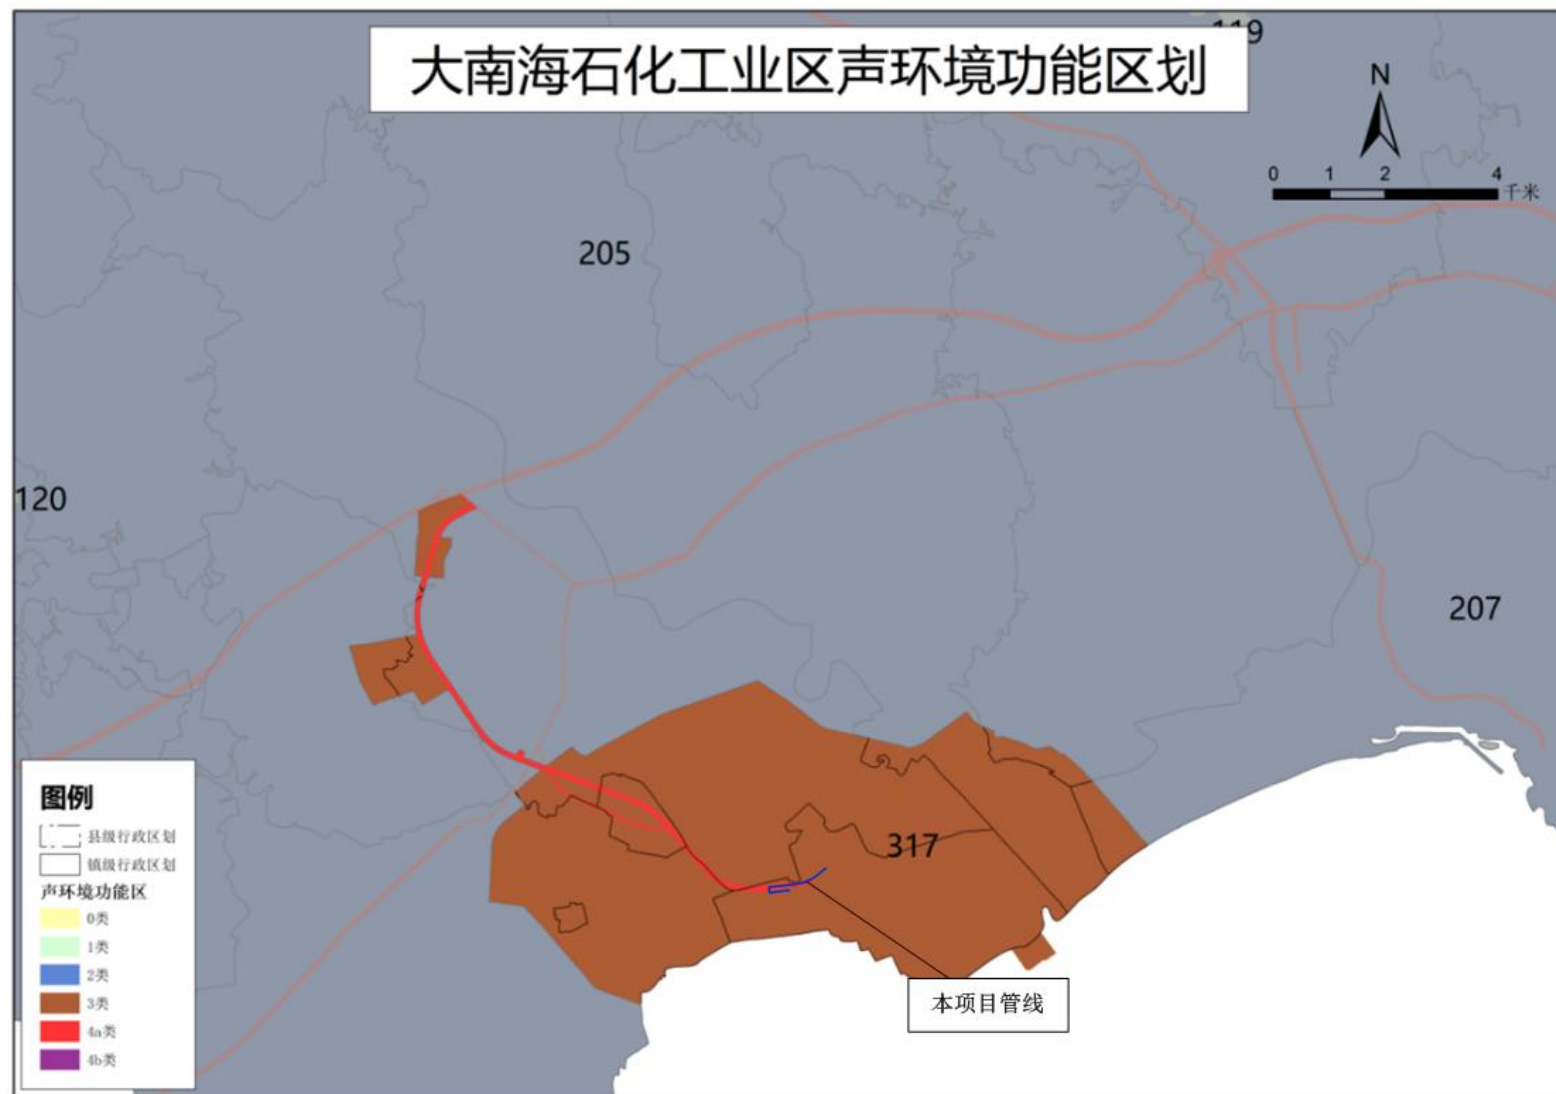 119
大南海石化工业区声环境功能区划
N
0 1 2 4
千米
205
120
207
317
本项目管线
图例
县级行政区划
镇级行政区划
声环境功能区
0类
1类
2类
3类
4a类
4b类